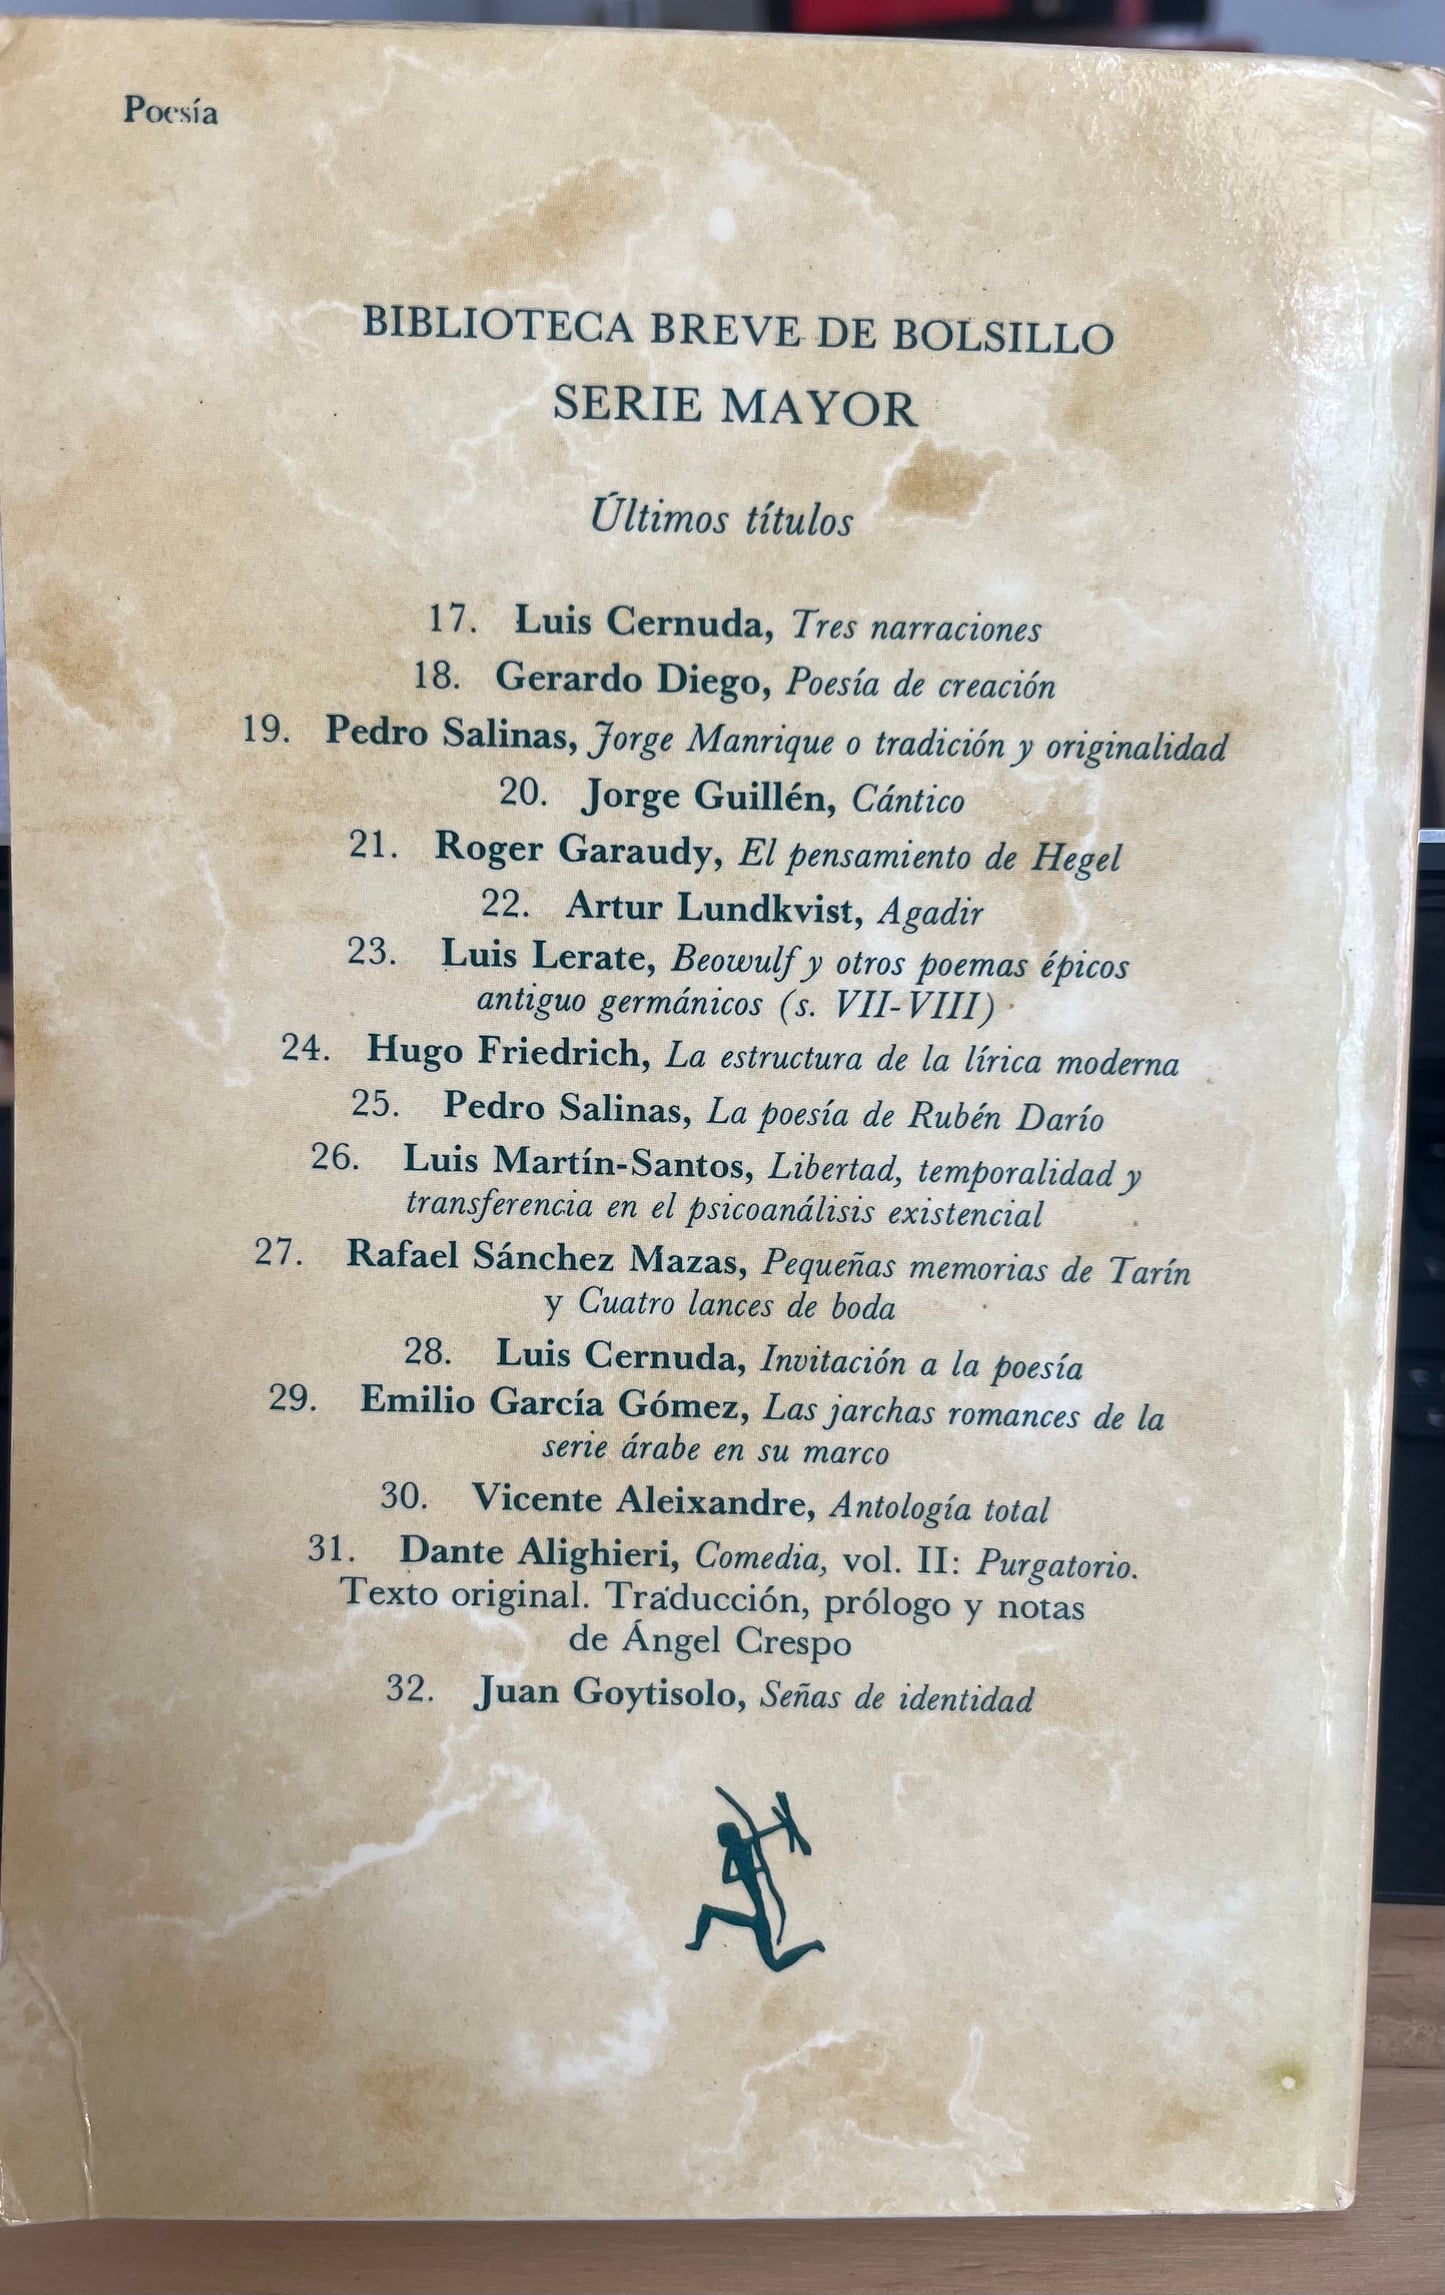 Poesía
BIBLIOTECA BREVE DE BOLSILLO
SERIE MAYOR
Últimos títulos
17. Luis Cernuda, Tres narraciones
18. Gerardo Diego, Poesía de creación
19. Pedro Salinas, Jorge Manrique o tradición y originalidad
20. Jorge Guillén, Cántico
21. Roger Garaudy, El pensamiento de Hegel
22. Artur Lundkvist, Agadir
23. Luis Lerate, Beowulf y otros poemas épicos
antiguo germánicos (s. VII-VIII)
24. Hugo Friedrich, La estructura de la lírica moderna
25. Pedro Salinas, La poesía de Rubén Darío
26. Luis Martín-Santos, Libertad, temporalidad y
transferencia en el psicoanálisis existencial
27. Rafael Sánchez Mazas, Pequeñas memorias de Tarín
y Cuatro lances de boda
28. Luis Cernuda, Invitación a la poesía
29. Emilio García Gómez, Las jarchas romances de la
serie árabe en su marco
30. Vicente Aleixandre, Antología total
31. Dante Alighieri, Comedia, vol. II: Purgatorio.
Texto original. Traducción, prólogo y notas
de Ángel Crespo
32. Juan Goytisolo, Señas de identidad